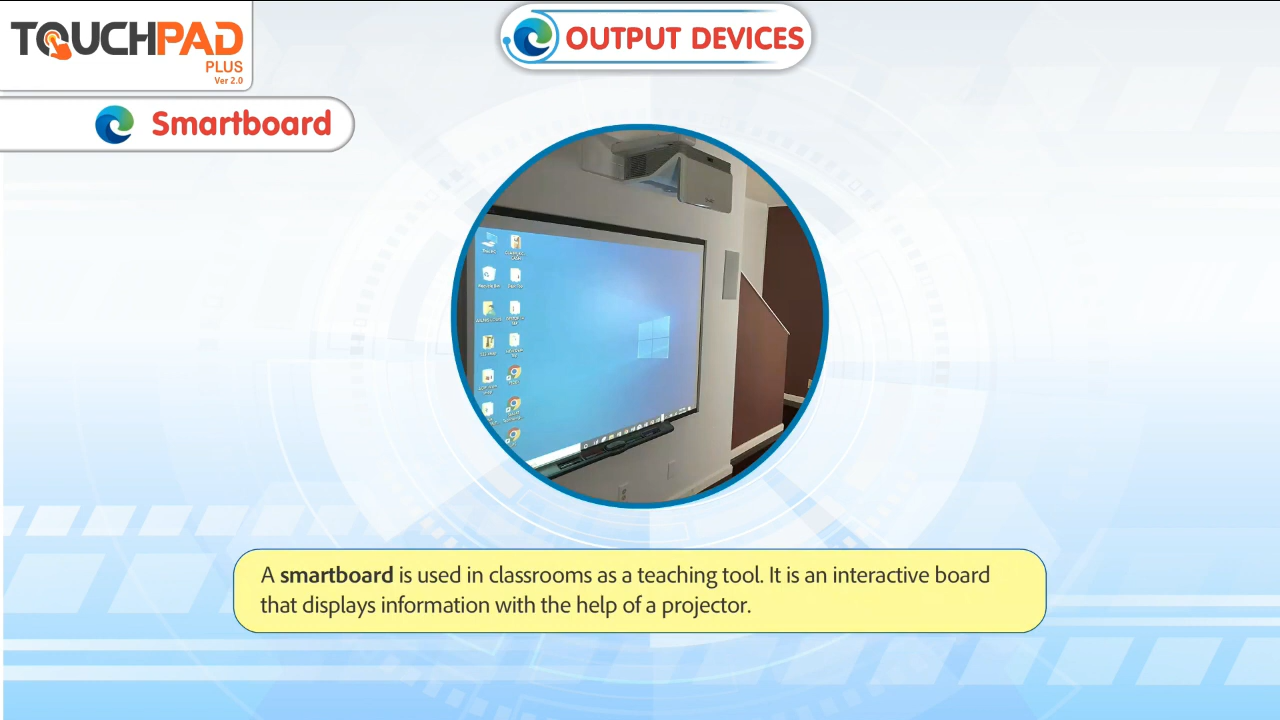 TOUCHPAD
PLUS
Ver 2.0
OUTPUT DEVICES
Smartboard
A smartboard is used in classrooms as a teaching tool. It is an interactive board
that displays information with the help of a projector.